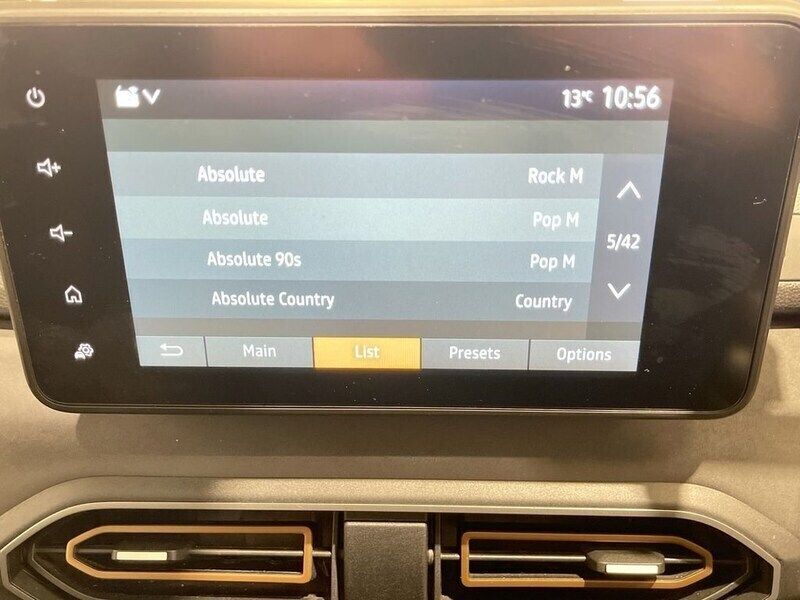 13°C 10:56
Absolute Rock M
Absolute Pop M
5/42
Absolute 90s Pop M
Absolute Country Country
Main List Presets Options